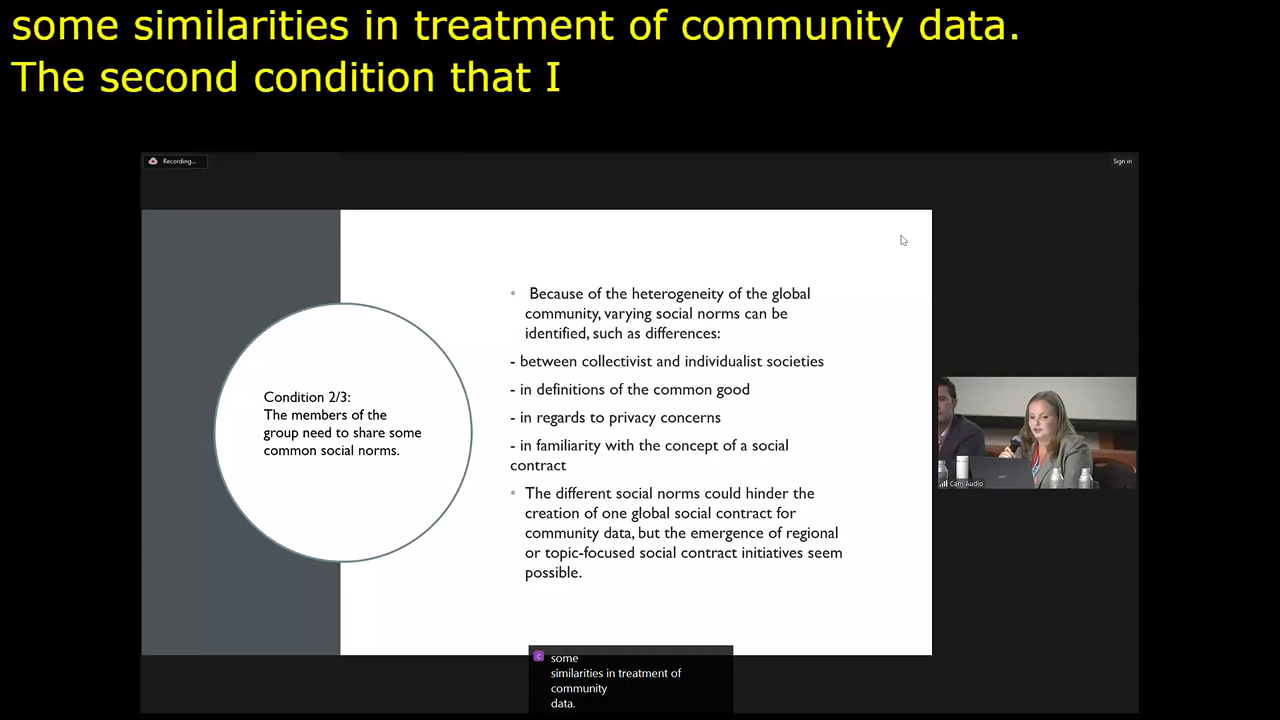 some similarities in treatment of community data.
The second condition that I
Recording...
Sign in
Because of the heterogeneity of the global
community, varying social norms can be
identified, such as differences:
- between collectivist and individualist societies
- in definitions of the common good
- in regards to privacy concerns
- in familiarity with the concept of a social
contract
Condition 2/3:
The members of the
group need to share some
common social norms.
The different social norms could hinder the
creation of one global social contract for
community data, but the emergence of regional
or topic-focused social contract initiatives seem
possible.
Cam Audio
C
some
similarities in treatment of
community
data.